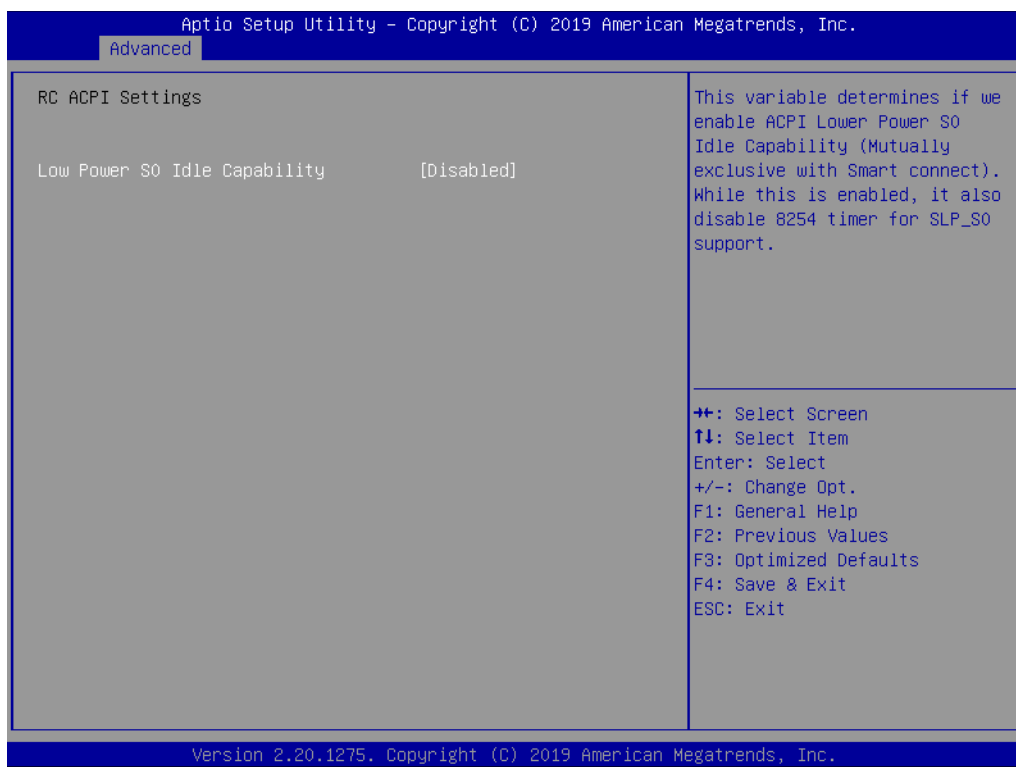 Aptio Setup Utility – Copyright (C) 2019 American Megatrends, Inc.
Advanced
RC ACPI Settings
Low Power S0 Idle Capability [Disabled]
This variable determines if we
enable ACPI Lower Power S0
Idle Capability (Mutually
exclusive with Smart connect).
While this is enabled, it also
disable 8254 timer for SLP_S0
support.
→←: Select Screen
↑↓: Select Item
Enter: Select
+/-: Change Opt.
F1: General Help
F2: Previous Values
F3: Optimized Defaults
F4: Save & Exit
ESC: Exit
Version 2.20.1275. Copyright (C) 2019 American Megatrends, Inc.